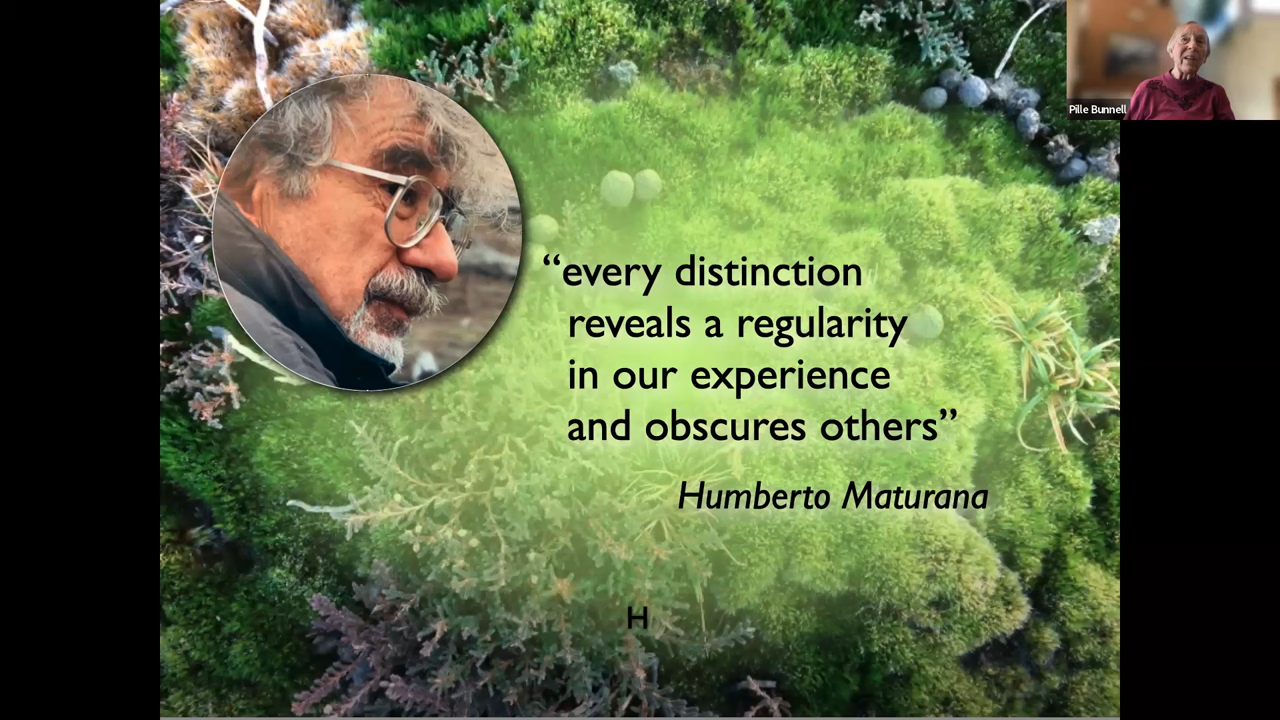 Pille Bunnell
“every distinction
reveals a regularity
in our experience
and obscures others”
Humberto Maturana
H